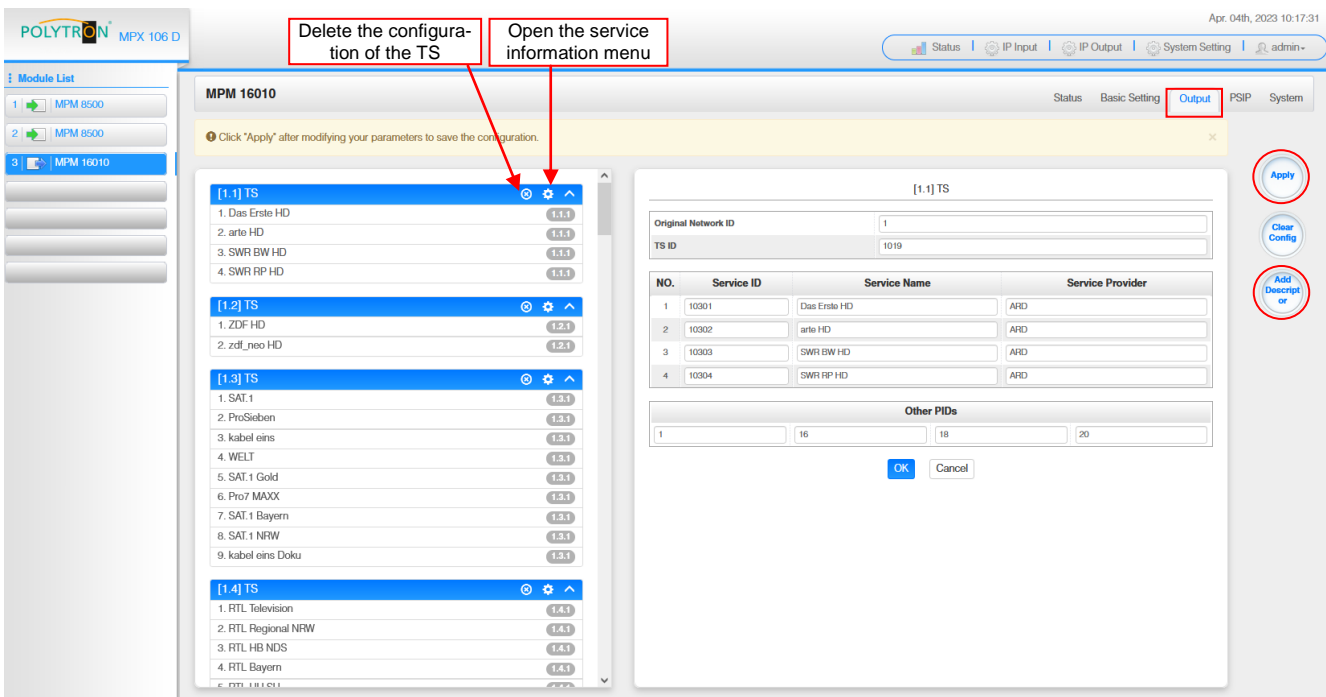 Apr. 04th, 2023 10:17:31
POLYTRON MPX 106 D
Delete the configura-
tion of the TS
Open the service
information menu
Status IP Input IP Output System Setting admin
Module List
1 MPM 8500
2 MPM 8500
3 MPM 16010
MPM 16010
Status Basic Setting Output PSIP System
Click "Apply" after modifying your parameters to save the configuration. ×
[1.1] TS
1. Das Erste HD 1.1.1
2. arte HD 1.1.1
3. SWR BW HD 1.1.1
4. SWR RP HD 1.1.1
[1.2] TS
1. ZDF HD 1.2.1
2. zdf_neo HD 1.2.1
[1.3] TS
1. SAT.1 1.3.1
2. ProSieben 1.3.1
3. kabel eins 1.3.1
4. WELT 1.3.1
5. SAT.1 Gold 1.3.1
6. Pro7 MAXX 1.3.1
7. SAT.1 Bayern 1.3.1
8. SAT.1 NRW 1.3.1
9. kabel eins Doku 1.3.1
[1.4] TS
1. RTL Television 1.4.1
2. RTL Regional NRW 1.4.1
3. RTL HB NDS 1.4.1
4. RTL Bayern 1.4.1
[1.1] TS
Original Network ID 1
TS ID 1019
NO. Service ID Service Name Service Provider
1 10301 Das Erste HD ARD
2 10302 arte HD ARD
3 10303 SWR BW HD ARD
4 10304 SWR RP HD ARD
Other PIDs
1 16 18 20
OK Cancel
Apply
Clear
Config
Add
Descript
or